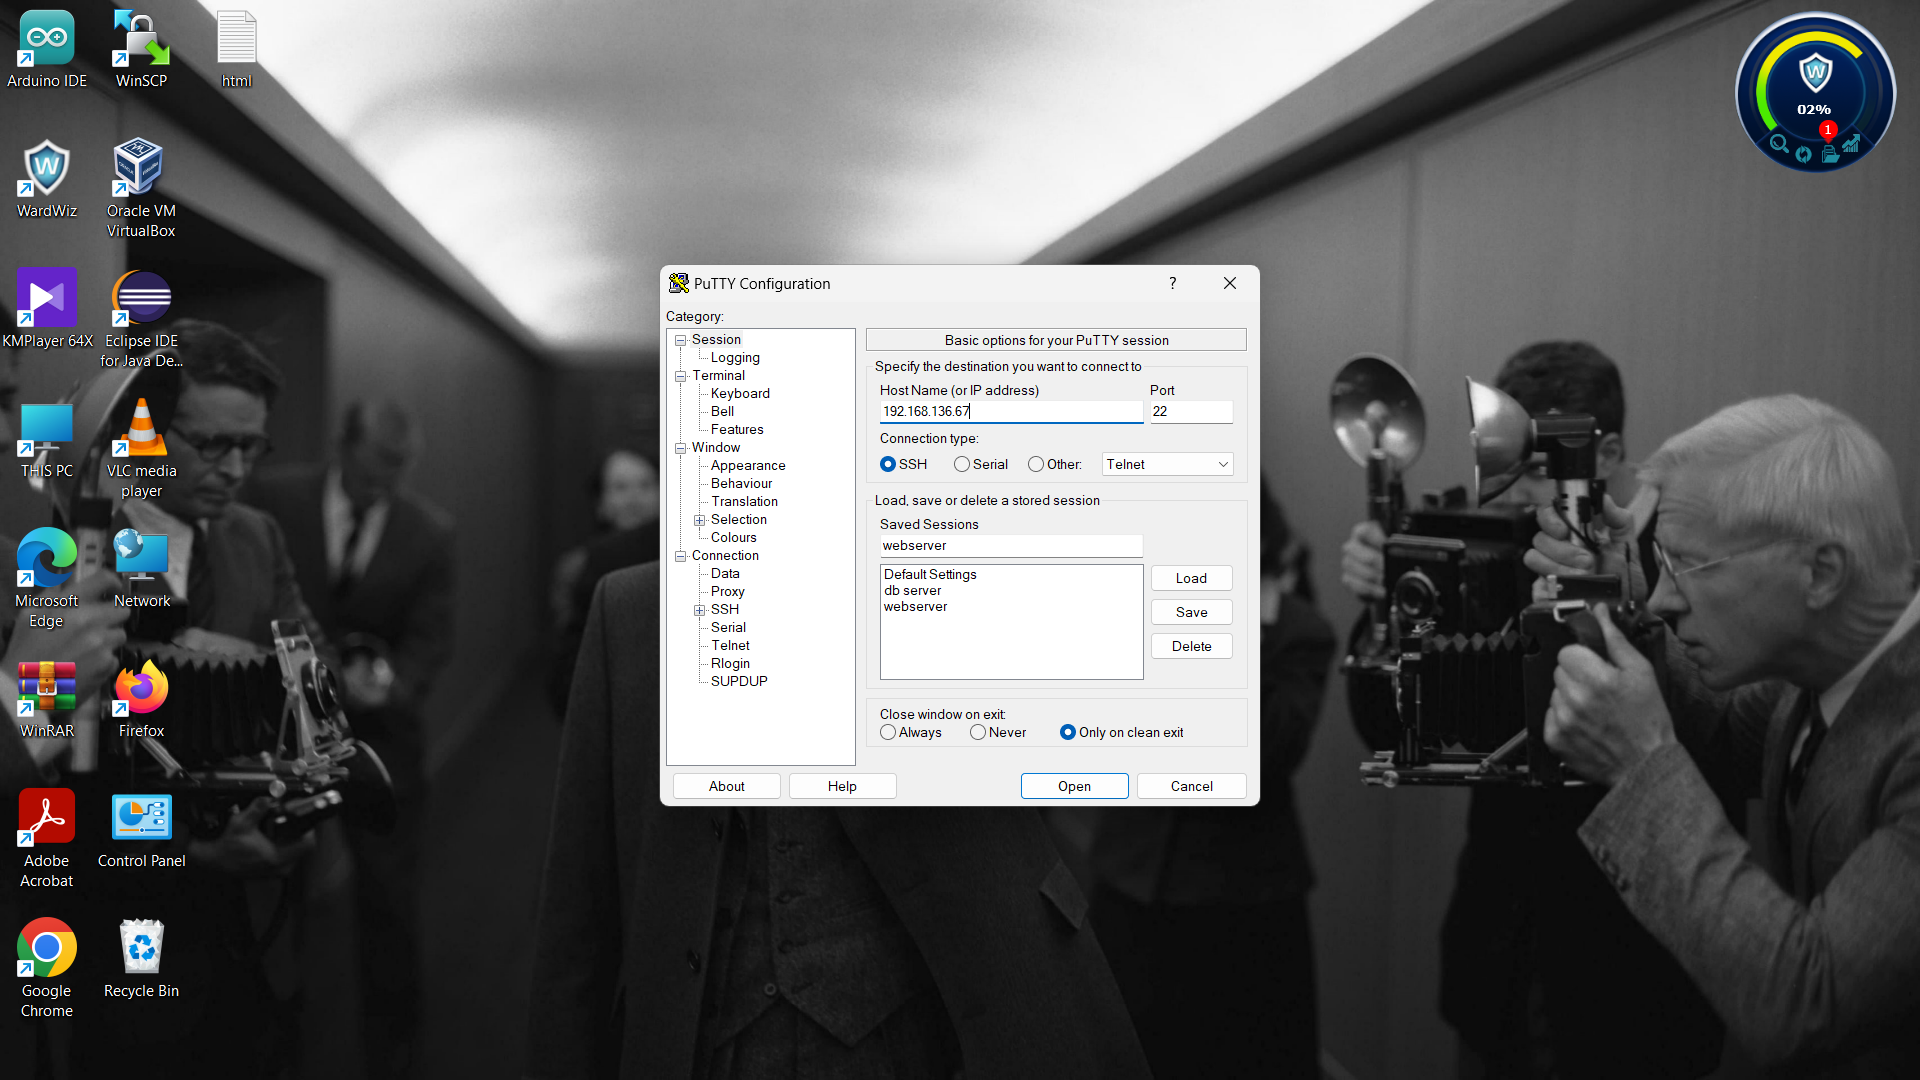 Arduino IDE
WinSCP
html
WardWiz
Oracle VM
VirtualBox
KMPlayer 64X
Eclipse IDE
for Java De...
THIS PC
VLC media
player
Microsoft
Edge
Network
WinRAR
Firefox
Adobe
Acrobat
Control Panel
Google
Chrome
Recycle Bin
W
02%
1
PuTTY Configuration
?
Category:
Session
Logging
Terminal
Keyboard
Bell
Features
Window
Appearance
Behaviour
Translation
Selection
Colours
Connection
Data
Proxy
SSH
Serial
Telnet
Rlogin
SUPDUP
Basic options for your PuTTY session
Specify the destination you want to connect to
Host Name (or IP address)
Port
192.168.136.67
22
Connection type:
SSH
Serial
Other:
Telnet
Load, save or delete a stored session
Saved Sessions
webserver
Default Settings
db server
webserver
Load
Save
Delete
Close window on exit:
Always
Never
Only on clean exit
About
Help
Open
Cancel